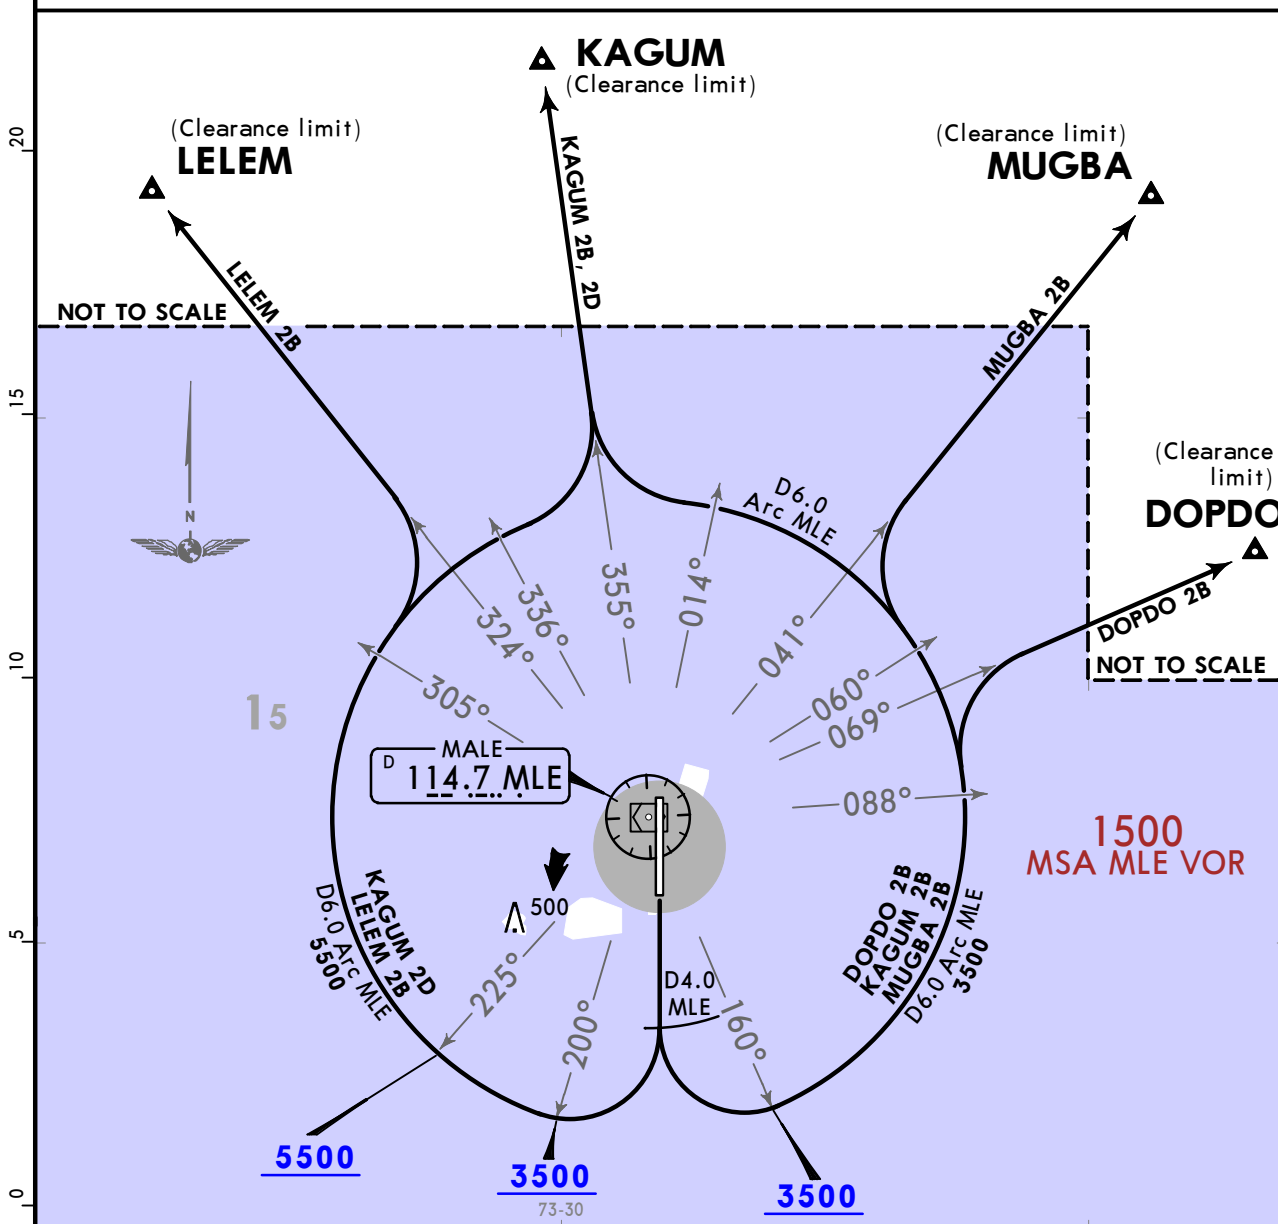 KAGUM
(Clearance limit)
(Clearance limit)
LELEM
(Clearance limit)
MUGBA
20
KAGUM 2B, 2D
LELEM 2B
MUGBA 2B
NOT TO SCALE
15
N
(Clearance
limit)
DOPDO
D6.0
Arc MLE
DOPDO 2B
NOT TO SCALE
355°
014°
336°
324°
041°
060°
069°
305°
10
15
MALE
D 114.7 MLE
088°
1500
MSA MLE VOR
500
KAGUM 2D
LELEM 2B
D6.0 Arc MLE
5500
DOPDO 2B
KAGUM 2B
MUGBA 2B
D6.0 Arc MLE
3500
5
D4.0
MLE
225°
200°
160°
5500
3500
3500
73-30
0